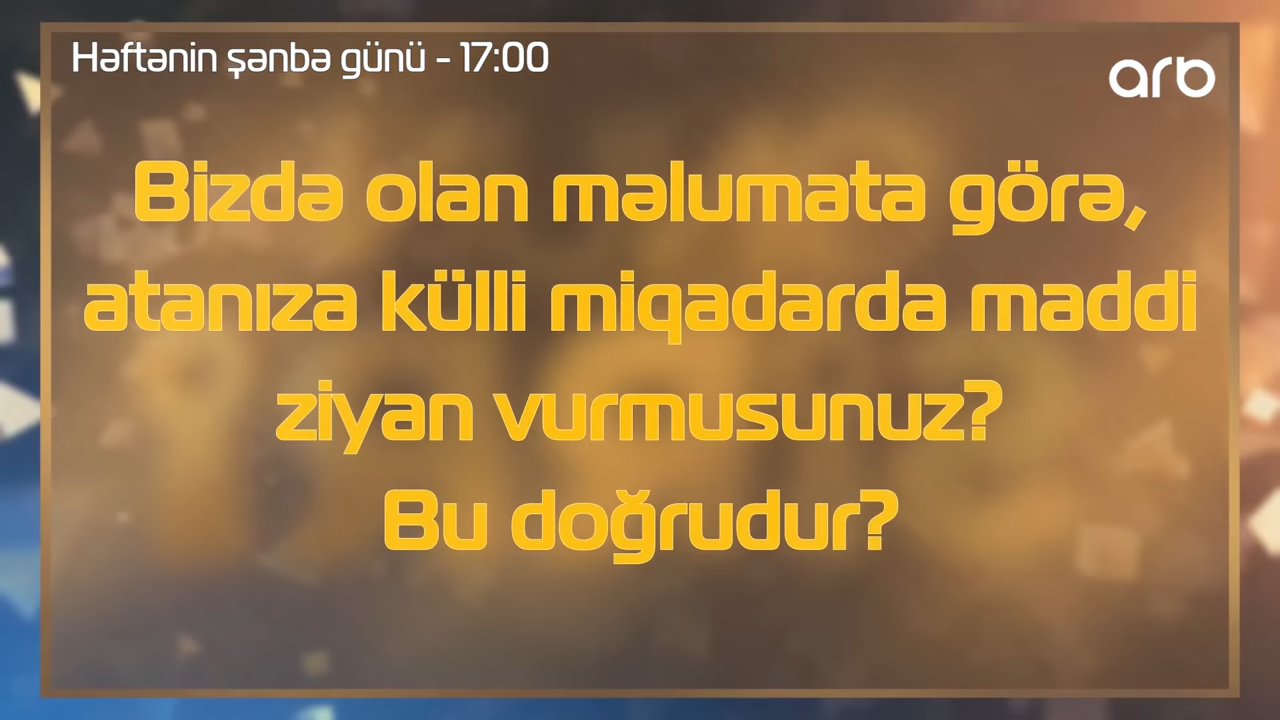 Həftənin şənbə günü - 17:00
arb
Bizdə olan məlumata görə,
atanıza külli miqadarda maddi
ziyan vurmusunuz?
Bu doğrudur?